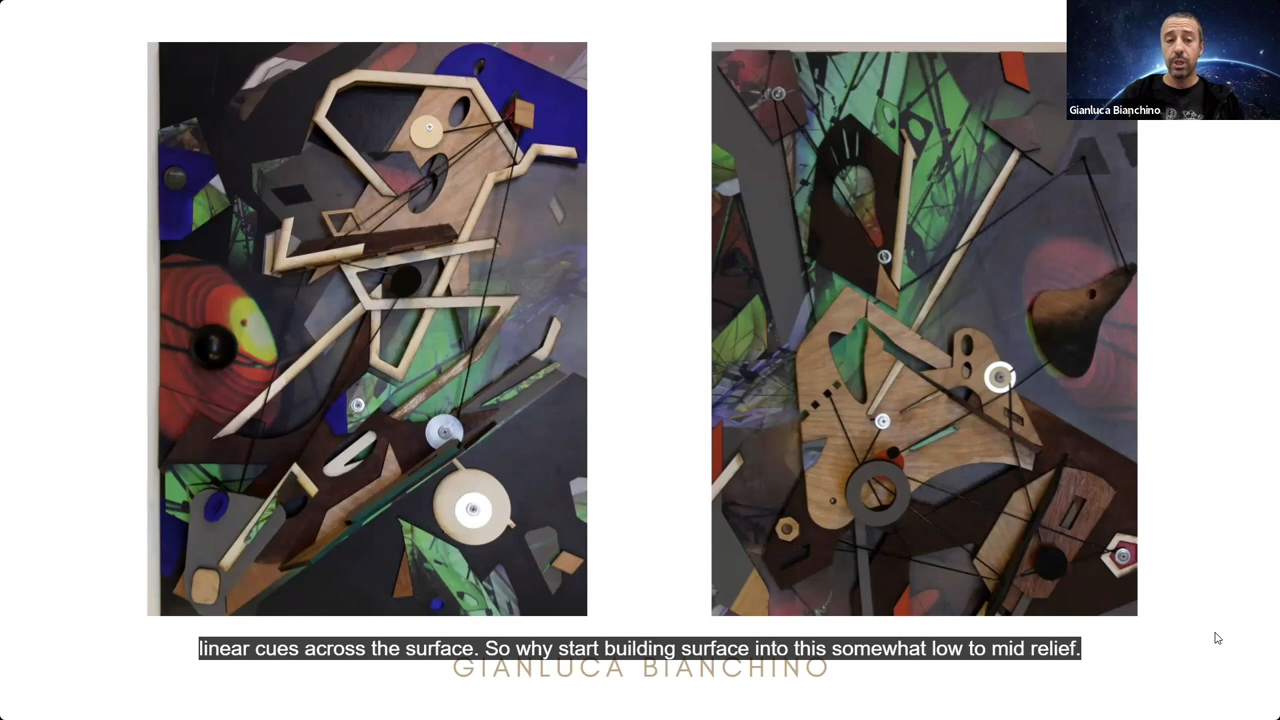 Gianluca Bianchino
linear cues across the surface. So why start building surface into this somewhat low to mid relief.
GIANLUCA BIANCHINO